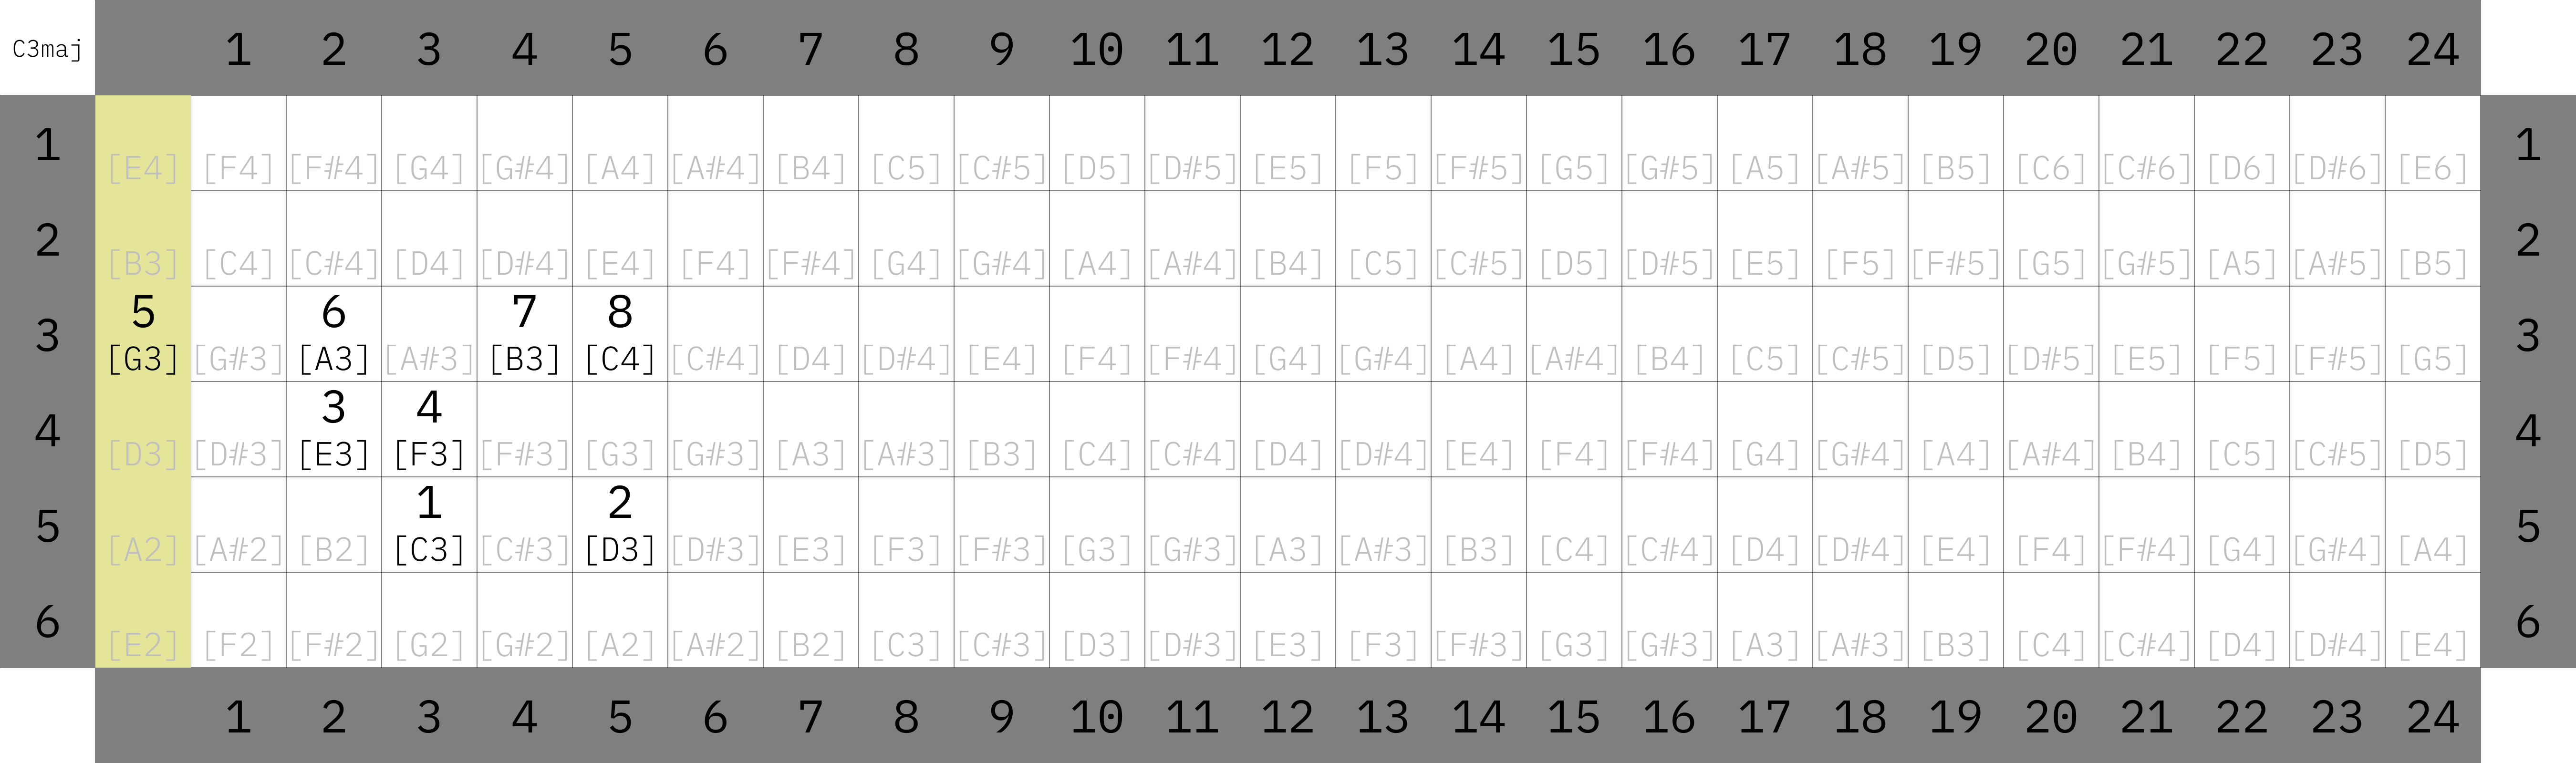 C3maj 1 2 3 4 5 6 7 8 9 10 11 12 13 14 15 16 17 18 19 20 21 22 23 24
1 [E4] [F4] [F#4] [G4] [G#4] [A4] [A#4] [B4] [C5] [C#5] [D5] [D#5] [E5] [F5] [F#5] [G5] [G#5] [A5] [A#5] [B5] [C6] [C#6] [D6] [D#6] [E6] 1
2 [B3] [C4] [C#4] [D4] [D#4] [E4] [F4] [F#4] [G4] [G#4] [A4] [A#4] [B4] [C5] [C#5] [D5] [D#5] [E5] [F5] [F#5] [G5] [G#5] [A5] [A#5] [B5] 2
5 6 7 8
3 [G3] [G#3] [A3] [A#3] [B3] [C4] [C#4] [D4] [D#4] [E4] [F4] [F#4] [G4] [G#4] [A4] [A#4] [B4] [C5] [C#5] [D5] [D#5] [E5] [F5] [F#5] [G5] 3
3 4
4 [D3] [D#3] [E3] [F3] [F#3] [G3] [G#3] [A3] [A#3] [B3] [C4] [C#4] [D4] [D#4] [E4] [F4] [F#4] [G4] [G#4] [A4] [A#4] [B4] [C5] [C#5] [D5] 4
1 2
5 [A2] [A#2] [B2] [C3] [C#3] [D3] [D#3] [E3] [F3] [F#3] [G3] [G#3] [A3] [A#3] [B3] [C4] [C#4] [D4] [D#4] [E4] [F4] [F#4] [G4] [G#4] [A4] 5
6 [E2] [F2] [F#2] [G2] [G#2] [A2] [A#2] [B2] [C3] [C#3] [D3] [D#3] [E3] [F3] [F#3] [G3] [G#3] [A3] [A#3] [B3] [C4] [C#4] [D4] [D#4] [E4] 6
1 2 3 4 5 6 7 8 9 10 11 12 13 14 15 16 17 18 19 20 21 22 23 24